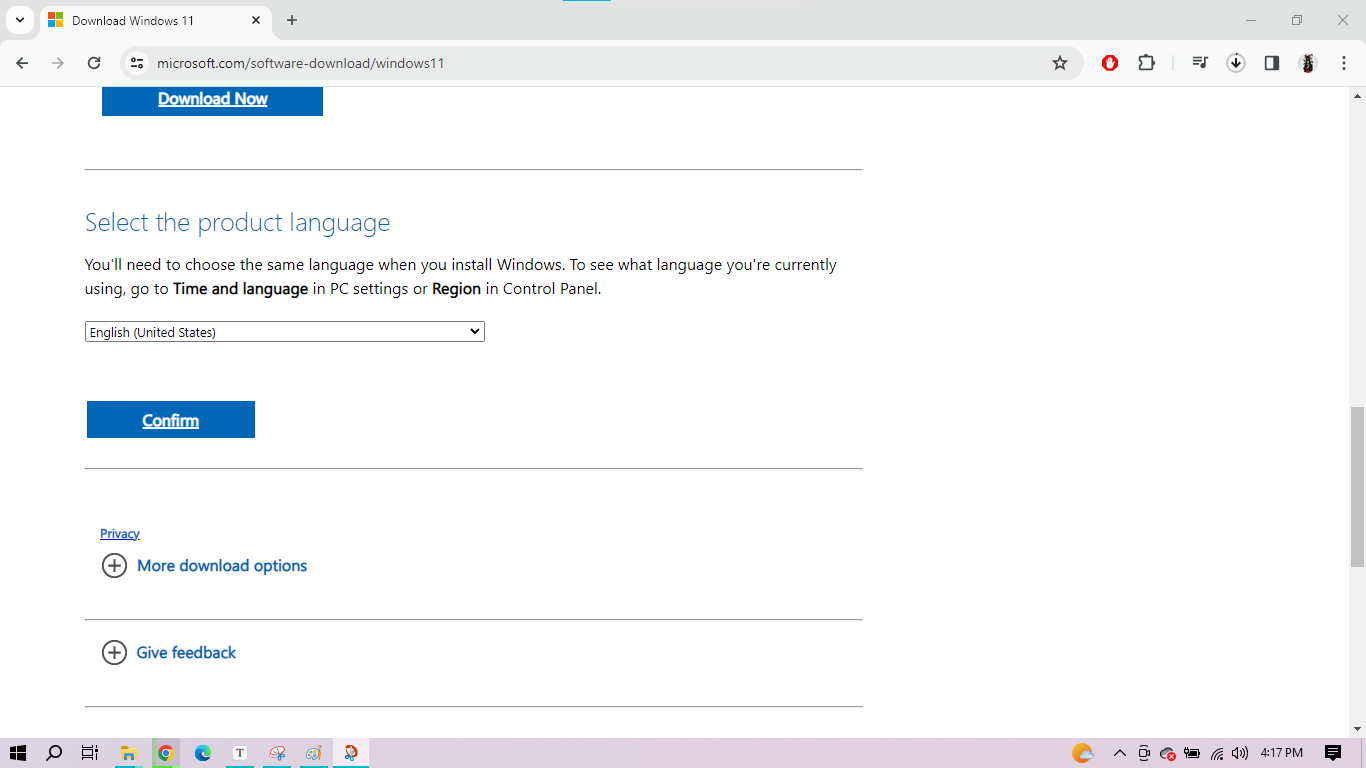 Download Windows 11
microsoft.com/software-download/windows11
Download Now
Select the product language
You'll need to choose the same language when you install Windows. To see what language you're currently
using, go to Time and language in PC settings or Region in Control Panel.
English (United States)
Confirm
Privacy
More download options
Give feedback
T
4:17 PM